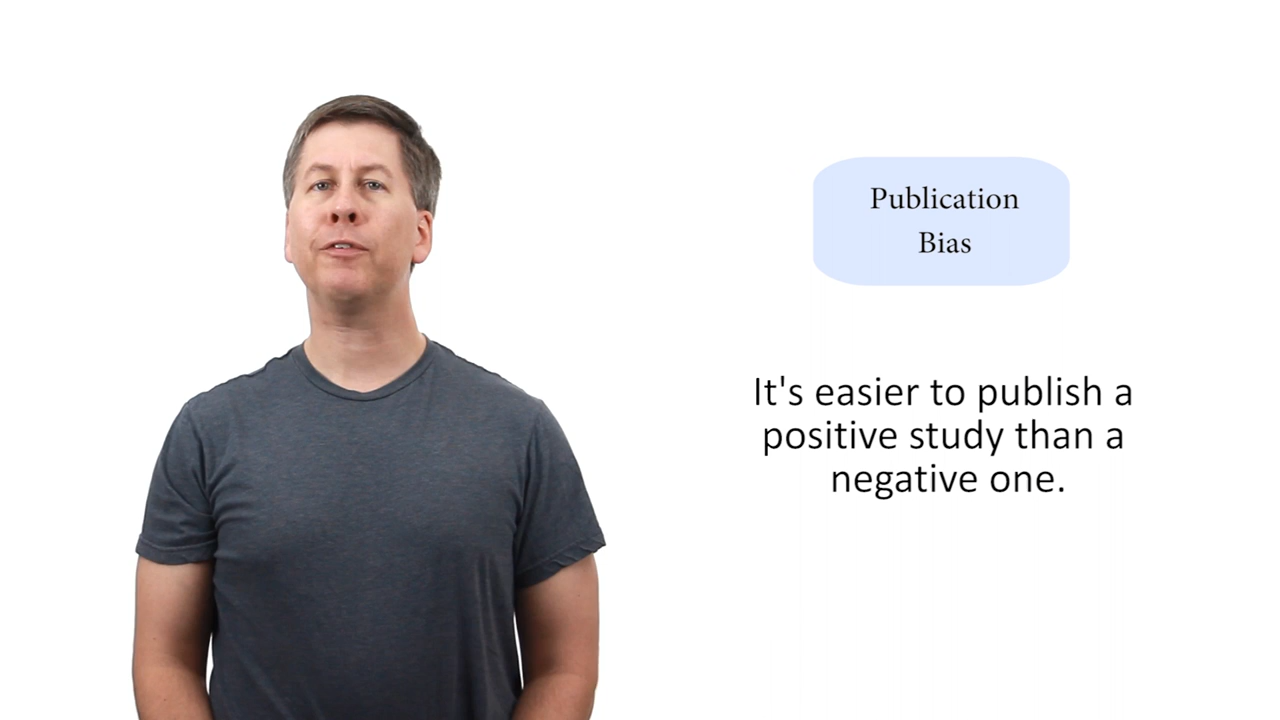 Publication
Bias
It's easier to publish a
positive study than a
negative one.